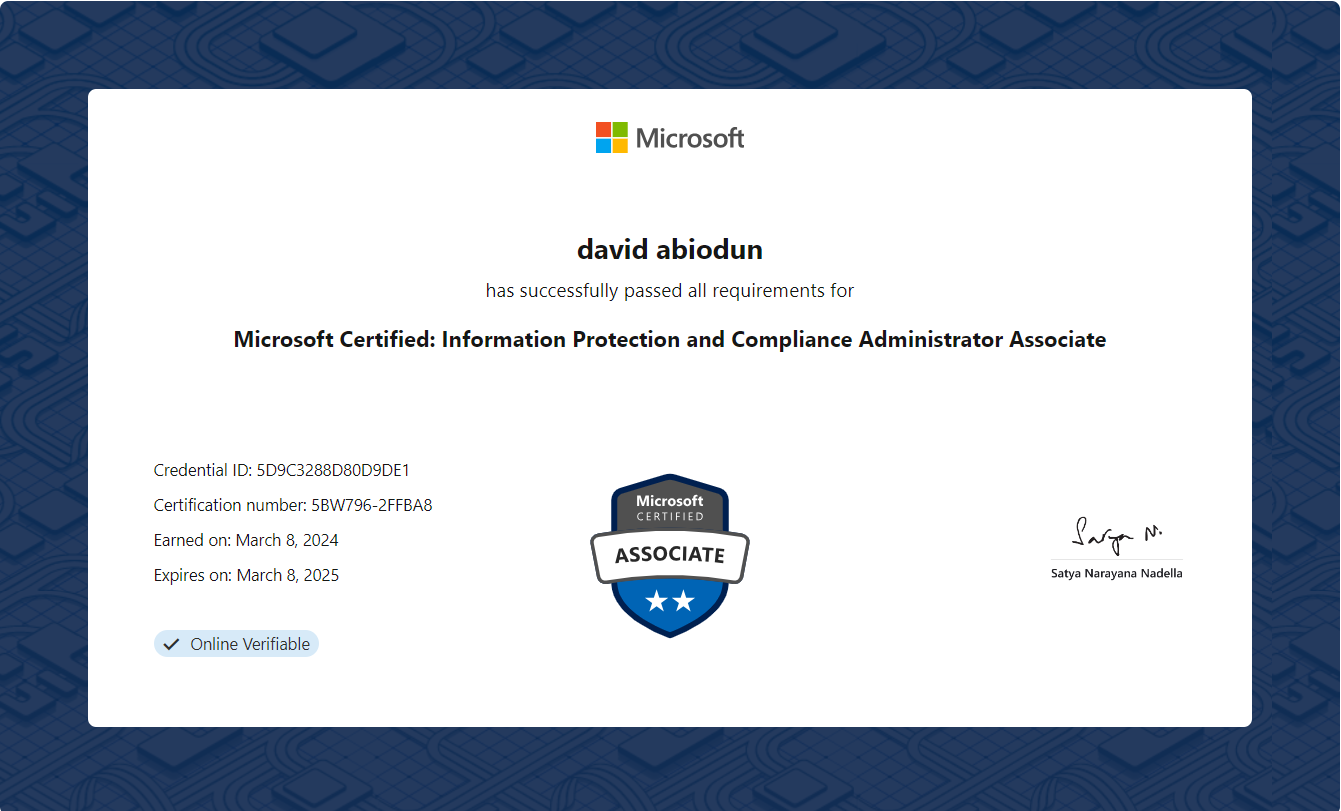 Microsoft
david abiodun
has successfully passed all requirements for
Microsoft Certified: Information Protection and Compliance Administrator Associate
Credential ID: 5D9C3288D80D9DE1
Certification number: 5BW796-2FFBA8
Earned on: March 8, 2024
Expires on: March 8, 2025
Online Verifiable
Microsoft
CERTIFIED
ASSOCIATE
Satya N.
Satya Narayana Nadella